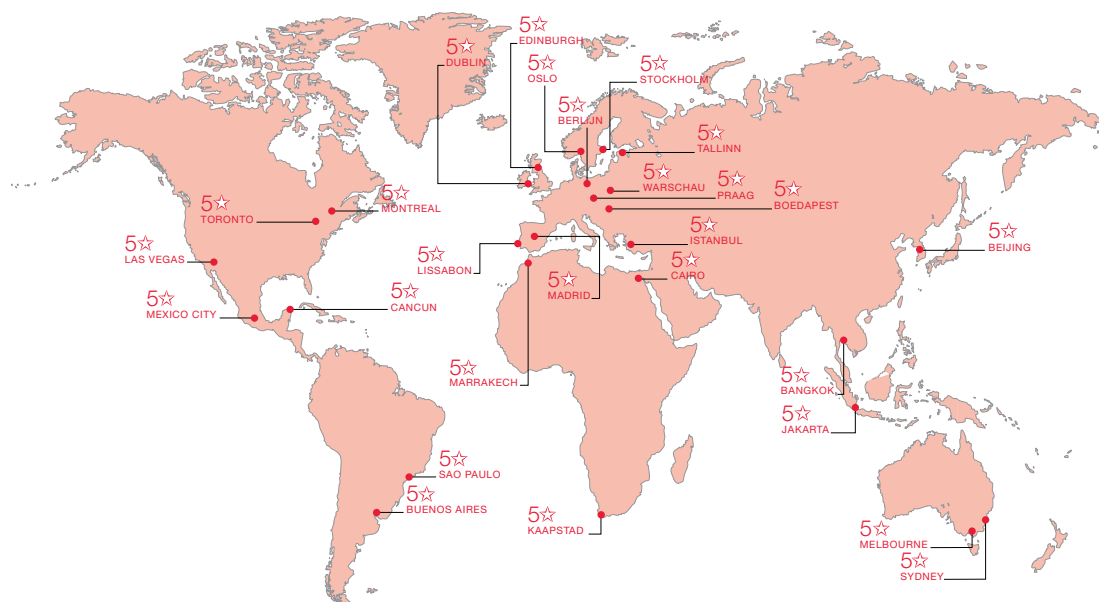 5☆
EDINBURGH
5☆
DUBLIN
5☆
OSLO
5☆
STOCKHOLM
5☆
BERLIJN
5☆
TALLINN
5☆
WARSCHAU
5☆
PRAAG
5☆
BOEDAPEST
5☆
MONTREAL
5☆
TORONTO
5☆
ISTANBUL
5☆
BEIJING
5☆
LAS VEGAS
5☆
LISSABON
5☆
CAIRO
5☆
MADRID
5☆
MEXICO CITY
5☆
CANCUN
5☆
MARRAKECH
5☆
BANGKOK
5☆
JAKARTA
5☆
SAO PAULO
5☆
BUENOS AIRES
5☆
KAAPSTAD
5☆
MELBOURNE
5☆
SYDNEY